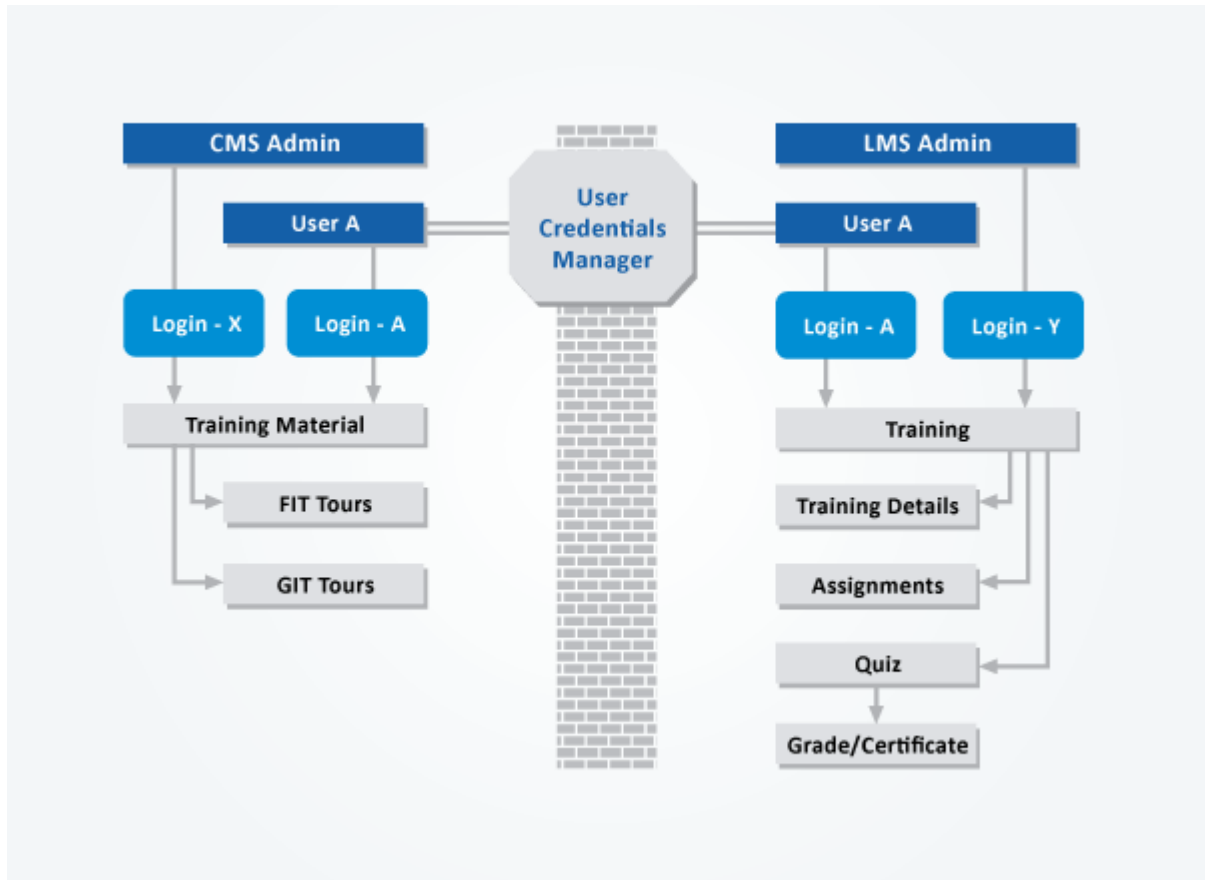 CMS Admin
LMS Admin
User A
User
Credentials
Manager
User A
Login - X
Login - A
Login - A
Login - Y
Training Material
Training
FIT Tours
Training Details
GIT Tours
Assignments
Quiz
Grade/Certificate